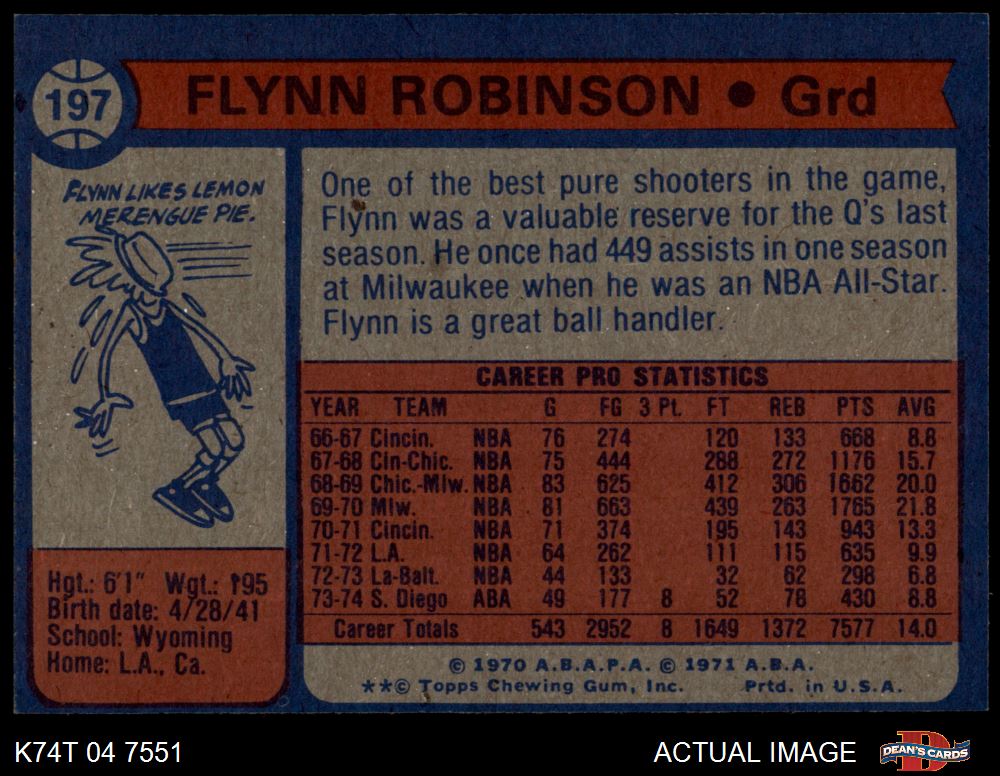 197
FLYNN ROBINSON • Grd
FLYNN LIKES LEMON
MERENGUE PIE.
One of the best pure shooters in the game,
Flynn was a valuable reserve for the Q's last
season. He once had 449 assists in one season
at Milwaukee when he was an NBA All-Star.
Flynn is a great ball handler.
CAREER PRO STATISTICS
YEAR TEAM G FG 3 Pt. FT REB PTS AVG
66-67 Cincin. NBA 76 274 120 133 668 8.8
67-68 Cin-Chic. NBA 75 444 288 272 1176 15.7
68-69 Chic.-Mlw. NBA 83 625 412 306 1662 20.0
69-70 Mlw. NBA 81 663 439 263 1765 21.8
70-71 Cincin. NBA 71 374 195 143 943 13.3
71-72 L.A. NBA 64 262 111 115 635 9.9
72-73 La-Balt. NBA 44 133 32 62 298 6.8
73-74 S. Diego ABA 49 177 8 52 78 430 8.8
Career Totals 543 2952 8 1649 1372 7577 14.0
Hgt.: 6'1" Wgt.: 195
Birth date: 4/28/41
School: Wyoming
Home: L.A., Ca.
© 1970 A.B.A.P.A. © 1971 A.B.A.
**© Topps Chewing Gum, Inc. Prtd. in U.S.A.
K74T 04 7551
ACTUAL IMAGE
D
DEAN'S CARDS